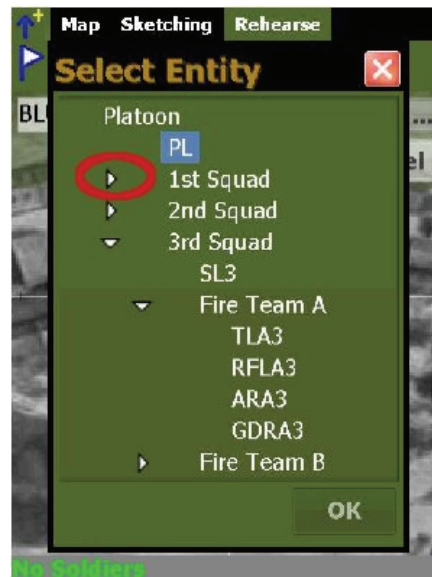 Map Sketching Rehearse
Select Entity
BL
Platoon
PL
el
1st Squad
2nd Squad
3rd Squad
SL3
Fire Team A
TLA3
RFLA3
ARA3
GDRA3
Fire Team B
OK
No Soldiers